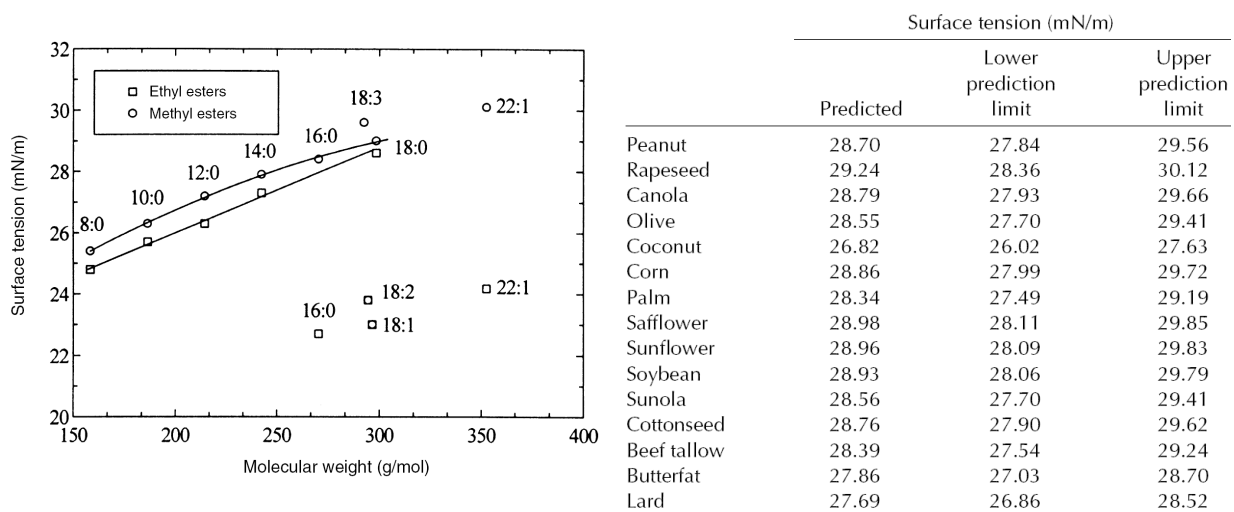 32
30
28
26
24
22
20
Surface tension (mN/m)
Ethyl esters
Methyl esters
8:0
10:0
12:0
14:0
16:0
18:3
18:0
22:1
16:0
18:2
18:1
22:1
150 200 250 300 350 400
Molecular weight (g/mol)
Surface tension (mN/m)
Lower Upper
prediction prediction
Predicted limit limit
Peanut 28.70 27.84 29.56
Rapeseed 29.24 28.36 30.12
Canola 28.79 27.93 29.66
Olive 28.55 27.70 29.41
Coconut 26.82 26.02 27.63
Corn 28.86 27.99 29.72
Palm 28.34 27.49 29.19
Safflower 28.98 28.11 29.85
Sunflower 28.96 28.09 29.83
Soybean 28.93 28.06 29.79
Sunola 28.56 27.70 29.41
Cottonseed 28.76 27.90 29.62
Beef tallow 28.39 27.54 29.24
Butterfat 27.86 27.03 28.70
Lard 27.69 26.86 28.52